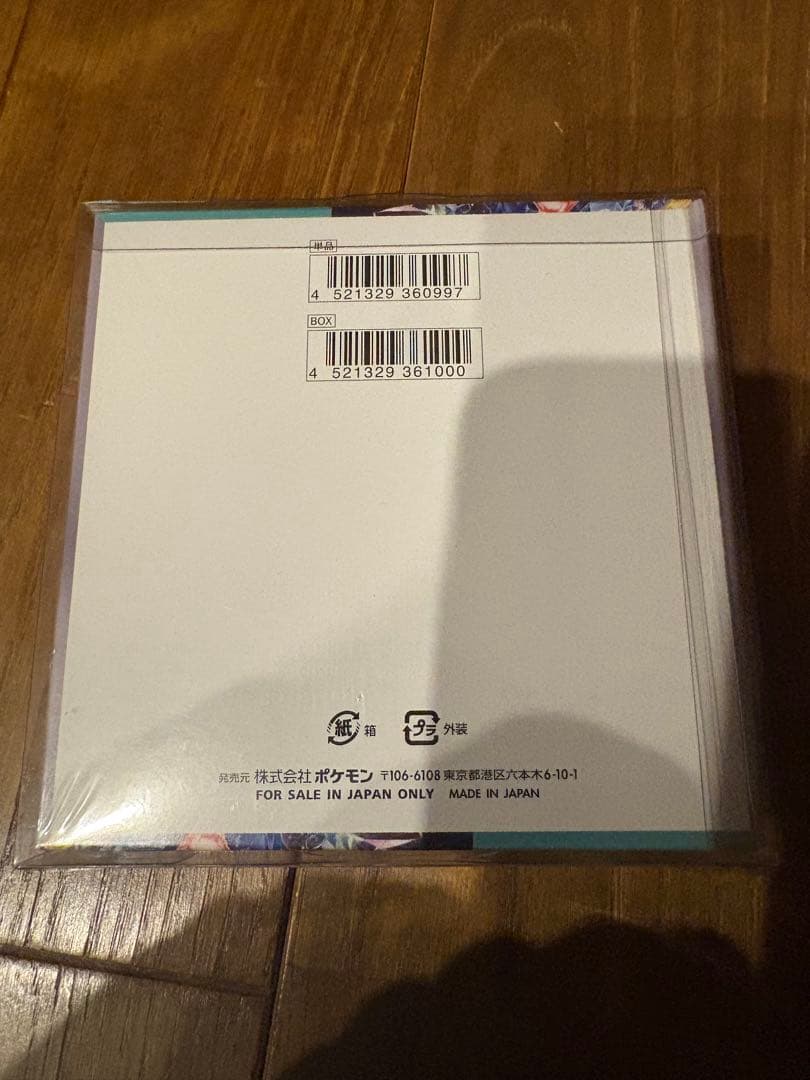 単品
4 521329 360997
BOX
4 521329 361000
紙 箱 プラ 外装
発売元 株式会社ポケモン 〒106-6108 東京都港区六本木6-10-1
FOR SALE IN JAPAN ONLY MADE IN JAPAN